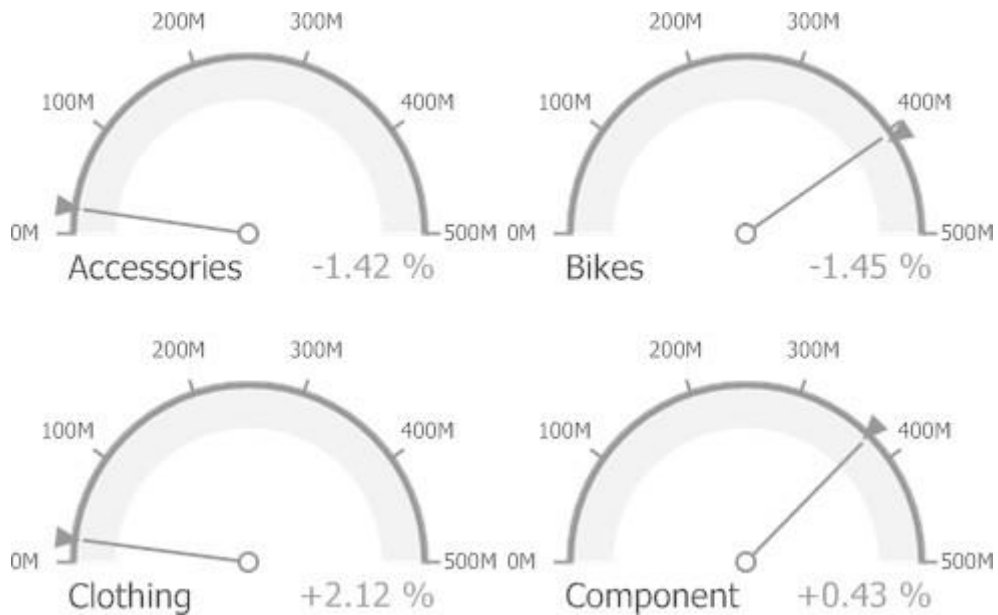 200M 300M
100M 400M
0M 500M
Accessories -1.42 %
200M 300M
100M 400M
0M 500M
Bikes -1.45 %
200M 300M
100M 400M
0M 500M
Clothing +2.12 %
200M 300M
100M 400M
0M 500M
Component +0.43 %